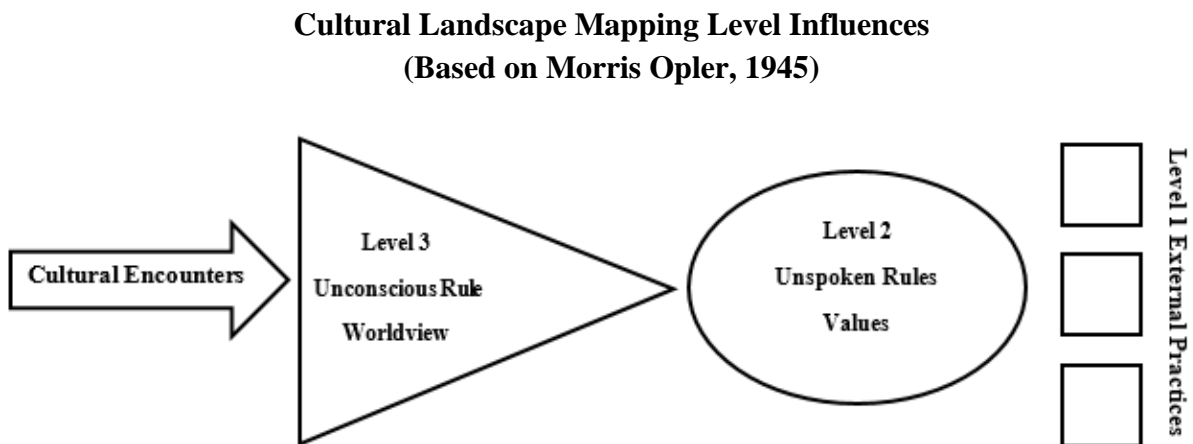 Cultural Landscape Mapping Level Influences
(Based on Morris Opler, 1945)
Cultural Encounters
Level 3
Unconscious Rule
Worldview
Level 2
Unspoken Rules
Values
Level 1 External Practices